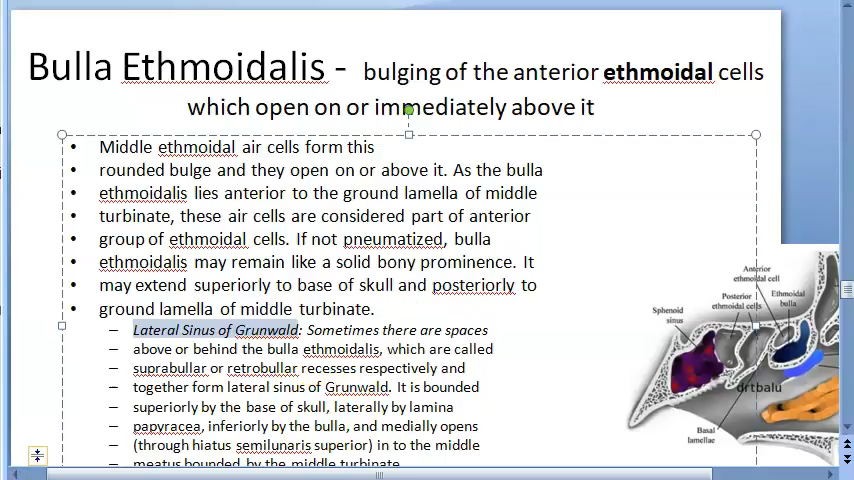 Bulla Ethmoidalis - bulging of the anterior ethmoidal cells
which open on or immediately above it
• Middle ethmoidal air cells form this
• rounded bulge and they open on or above it. As the bulla
• ethmoidalis lies anterior to the ground lamella of middle
• turbinate, these air cells are considered part of anterior
• group of ethmoidal cells. If not pneumatized, bulla
• ethmoidalis may remain like a solid bony prominence. It
• may extend superiorly to base of skull and posteriorly to
• ground lamella of middle turbinate.
– Lateral Sinus of Grunwald: Sometimes there are spaces
– above or behind the bulla ethmoidalis, which are called
– suprabullar or retrobullar recesses respectively and
– together form lateral sinus of Grunwald. It is bounded
– superiorly by the base of skull, laterally by lamina
– papyracea, inferiorly by the bulla, and medially opens
– (through hiatus semilunaris superior) in to the middle
– meatus bounded by the middle turbinate
Anterior
ethmoidal cell
Posterior
ethmoidal cells
Ethmoidal
bulla
Sphenoid
sinus
drtbalu
Basal
lamellae